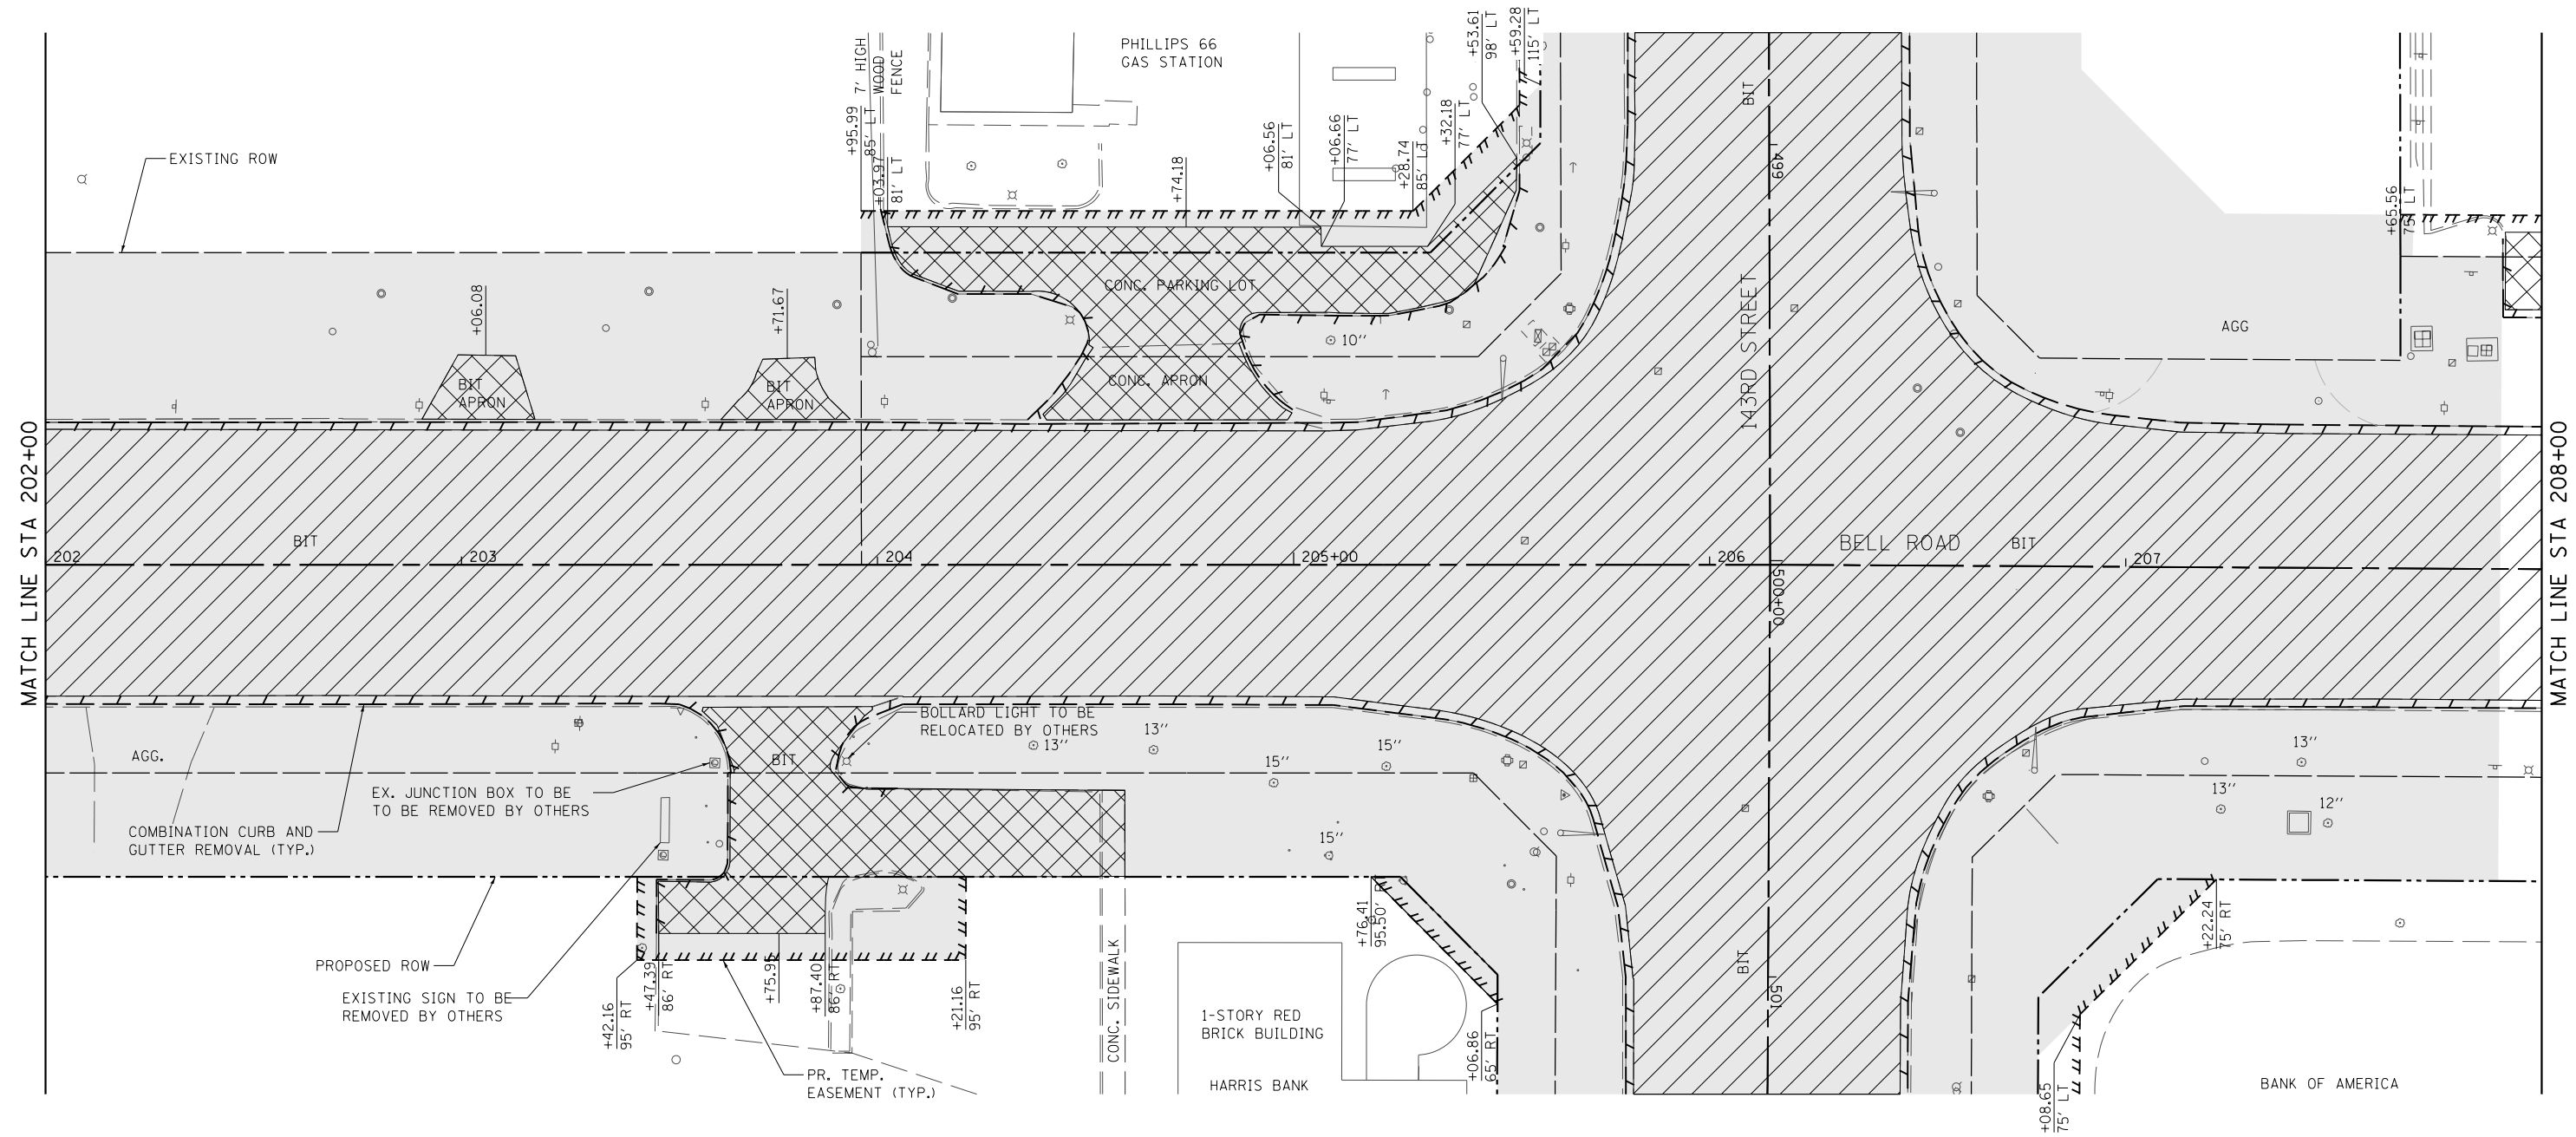 PHILLIPS 66
GAS STATION
7' HIGH
WOOD
FENCE
+95.99
85' LT
+03.97
81' LT
+74.18
+06.56
81' LT
+06.66
77' LT
+28.74
85' LT
+32.18
77' LT
+53.61
98' LT
+59.28
115' LT
BIT
499
+65.56
75' LT
EXISTING ROW
+06.08
+71.67
CONC. PARKING LOT
10''
143RD STREET
AGG
BIT
APRON
BIT
APRON
CONC. APRON
MATCH LINE STA 202+00
MATCH LINE STA 208+00
BIT
BELL ROAD
BIT
202
203
204
205+00
206
207
500+00
BOLLARD LIGHT TO BE
RELOCATED BY OTHERS
13''
13''
15''
15''
15''
13''
13''
12''
AGG.
BIT
EX. JUNCTION BOX TO BE
TO BE REMOVED BY OTHERS
COMBINATION CURB AND
GUTTER REMOVAL (TYP.)
PROPOSED ROW
EXISTING SIGN TO BE
REMOVED BY OTHERS
+42.16
95' RT
+47.39
86' RT
+87.40
86' RT
+21.16
95' RT
PR. TEMP.
EASEMENT (TYP.)
CONC. SIDEWALK
+76.41
95.50'
1-STORY RED
BRICK BUILDING
HARRIS BANK
+06.86
65' RT
BIT
501
+22.24
75' RT
+08.65
75' LT
BANK OF AMERICA